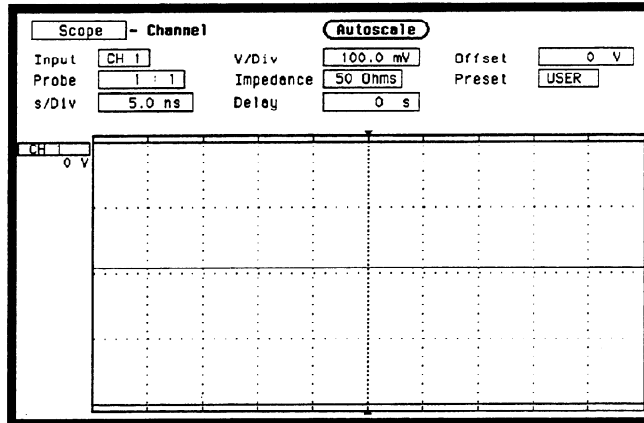 Scope - Channel Autoscale
Input CH 1 V/Div 100.0 mV Offset 0 V
Probe 1 : 1 Impedance 50 Ohms Preset USER
s/Div 5.0 ns Delay 0 s
CH 1
0 V